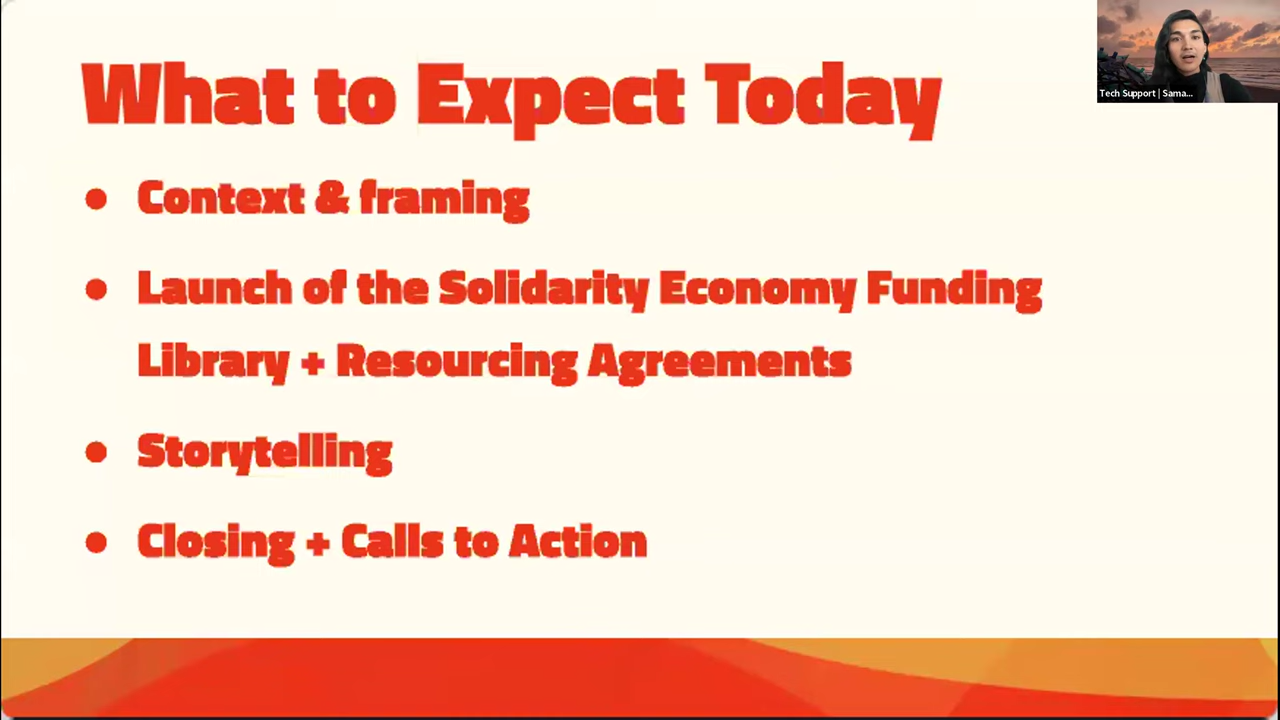 What to Expect Today
Tech Support | Sama...
• Context & framing
• Launch of the Solidarity Economy Funding
Library + Resourcing Agreements
• Storytelling
• Closing + Calls to Action